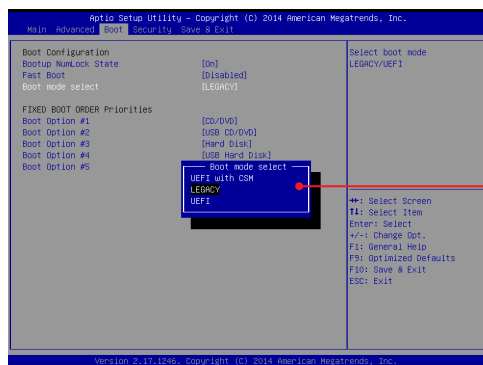 Aptio Setup Utility – Copyright (C) 2014 American Megatrends, Inc.
Main Advanced Boot Security Save & Exit
Boot Configuration
Bootup NumLock State [On]
Fast Boot [Disabled]
Boot mode select [LEGACY]
FIXED BOOT ORDER Priorities
Boot Option #1 [CD/DVD]
Boot Option #2 [USB CD/DVD]
Boot Option #3 [Hard Disk]
Boot Option #4 [USB Hard Disk]
Boot Option #5
Boot mode select
UEFI with CSM
LEGACY
UEFI
Select boot mode
LEGACY/UEFI
→←: Select Screen
↑↓: Select Item
Enter: Select
+/-: Change Opt.
F1: General Help
F9: Optimized Defaults
F10: Save & Exit
ESC: Exit
Version 2.17.1246. Copyright (C) 2014 American Megatrends, Inc.